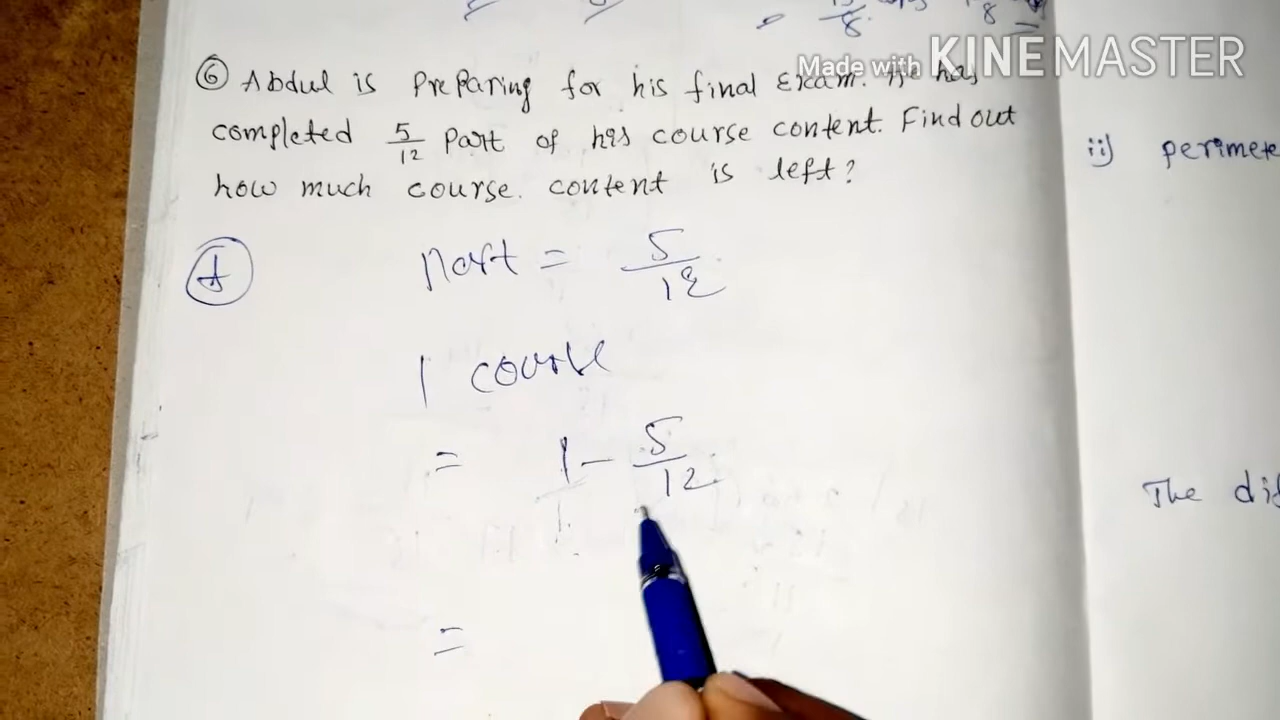 Made with KINEMASTER
⑥ Abdul is preparing for his final Exam. He has
completed 5/12 part of his course content. Find out
how much course. content is left?
part = 5/12
1 course
= 1/1 - 5/12
=
ii) perimete
The dif